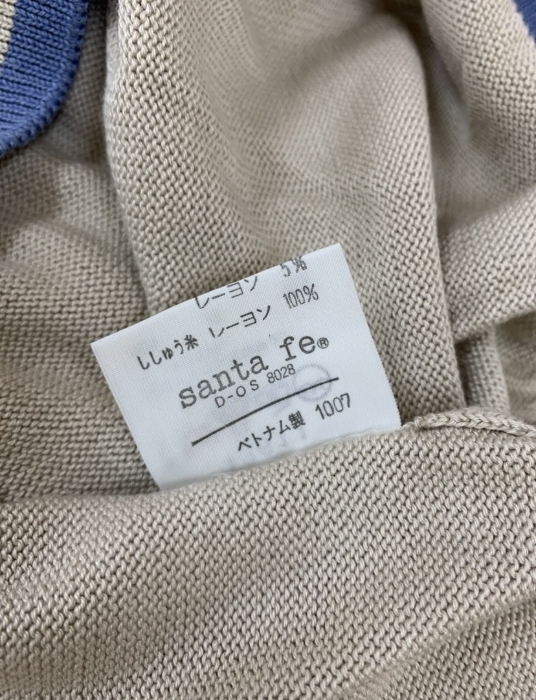 レーヨン 5%
ししゅう糸 レーヨン 100%
santa fe®
D-OS 8028
ベトナム製 1007